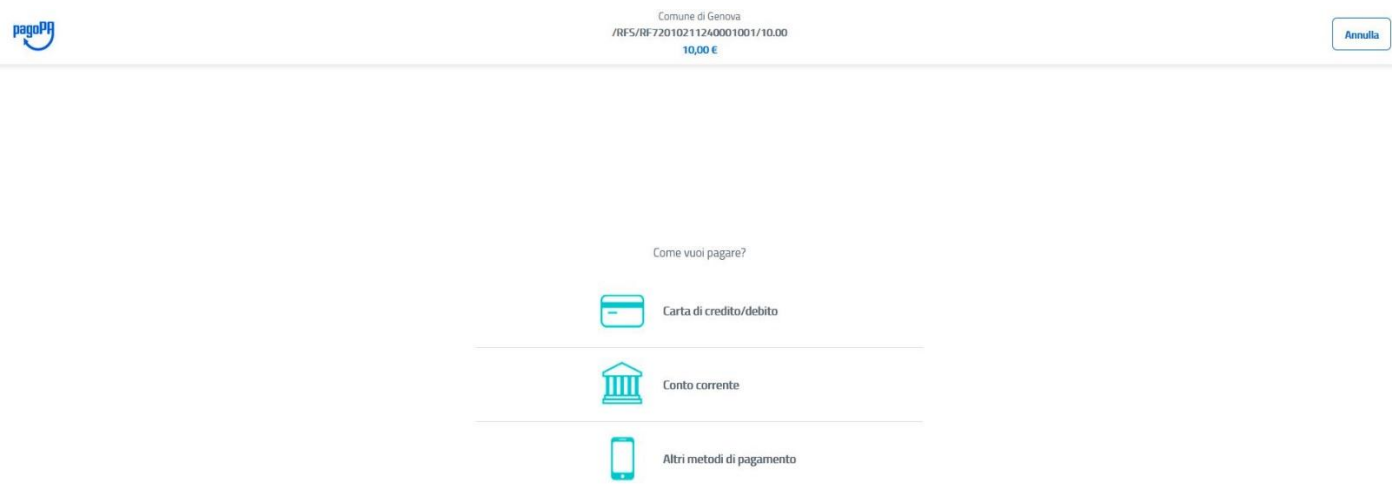 pagoPA
Comune di Genova
/RFS/RF72010211240001001/10.00
10,00 €
Annulla
Come vuoi pagare?
Carta di credito/debito
Conto corrente
Altri metodi di pagamento